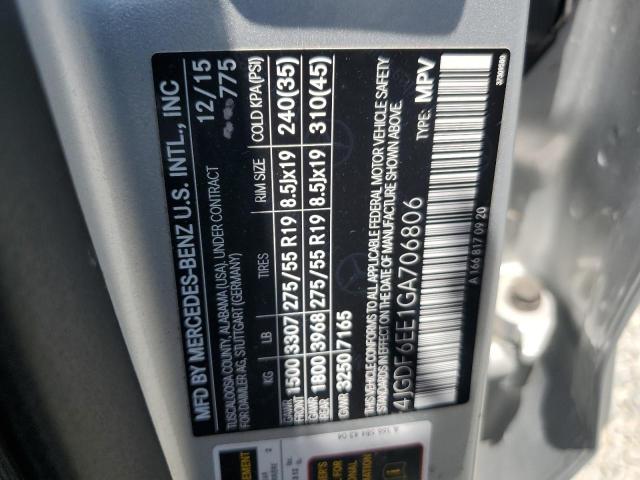 MFD BY MERCEDES-BENZ U.S. INTL., INC
TUSCALOOSA COUNTY, ALABAMA (USA), UNDER CONTRACT 12/15
FOR DAIMLER AG, STUTTGART (GERMANY) 775
KG LB TIRES RIM SIZE COLD KPA (PSI)
1500 3307 275/55 R19 8.5Jx19 240(35)
GAWR FRONT
1800 3968 275/55 R19 8.5Jx19 310(45)
GAWR REAR
3250 7165
GVWR
THIS VEHICLE CONFORMS TO ALL APPLICABLE FEDERAL MOTOR VEHICLE SAFETY
STANDARDS IN EFFECT ON THE DATE OF MANUFACTURE SHOWN ABOVE.
4JGDF6EE1GA706806 TYPE: MPV
A 166 817 09 20